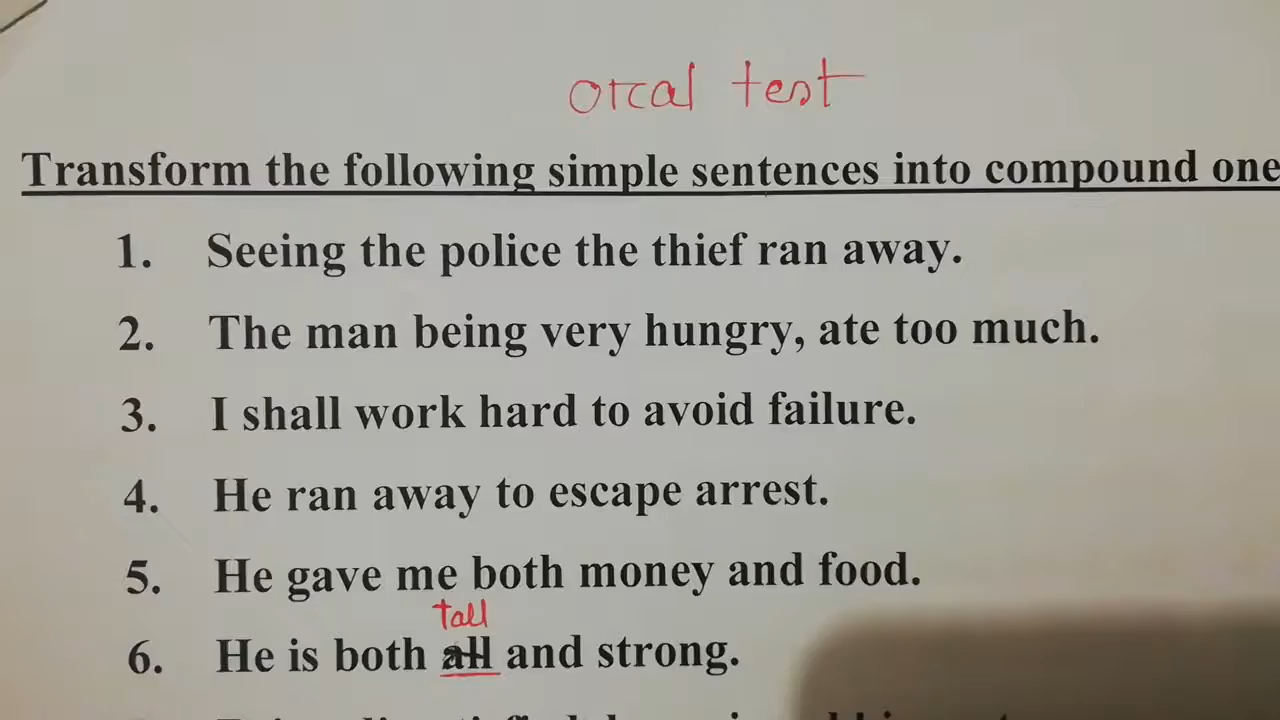 oral test
Transform the following simple sentences into compound one
1. Seeing the police the thief ran away.
2. The man being very hungry, ate too much.
3. I shall work hard to avoid failure.
4. He ran away to escape arrest.
5. He gave me both money and food.
tall
6. He is both all and strong.